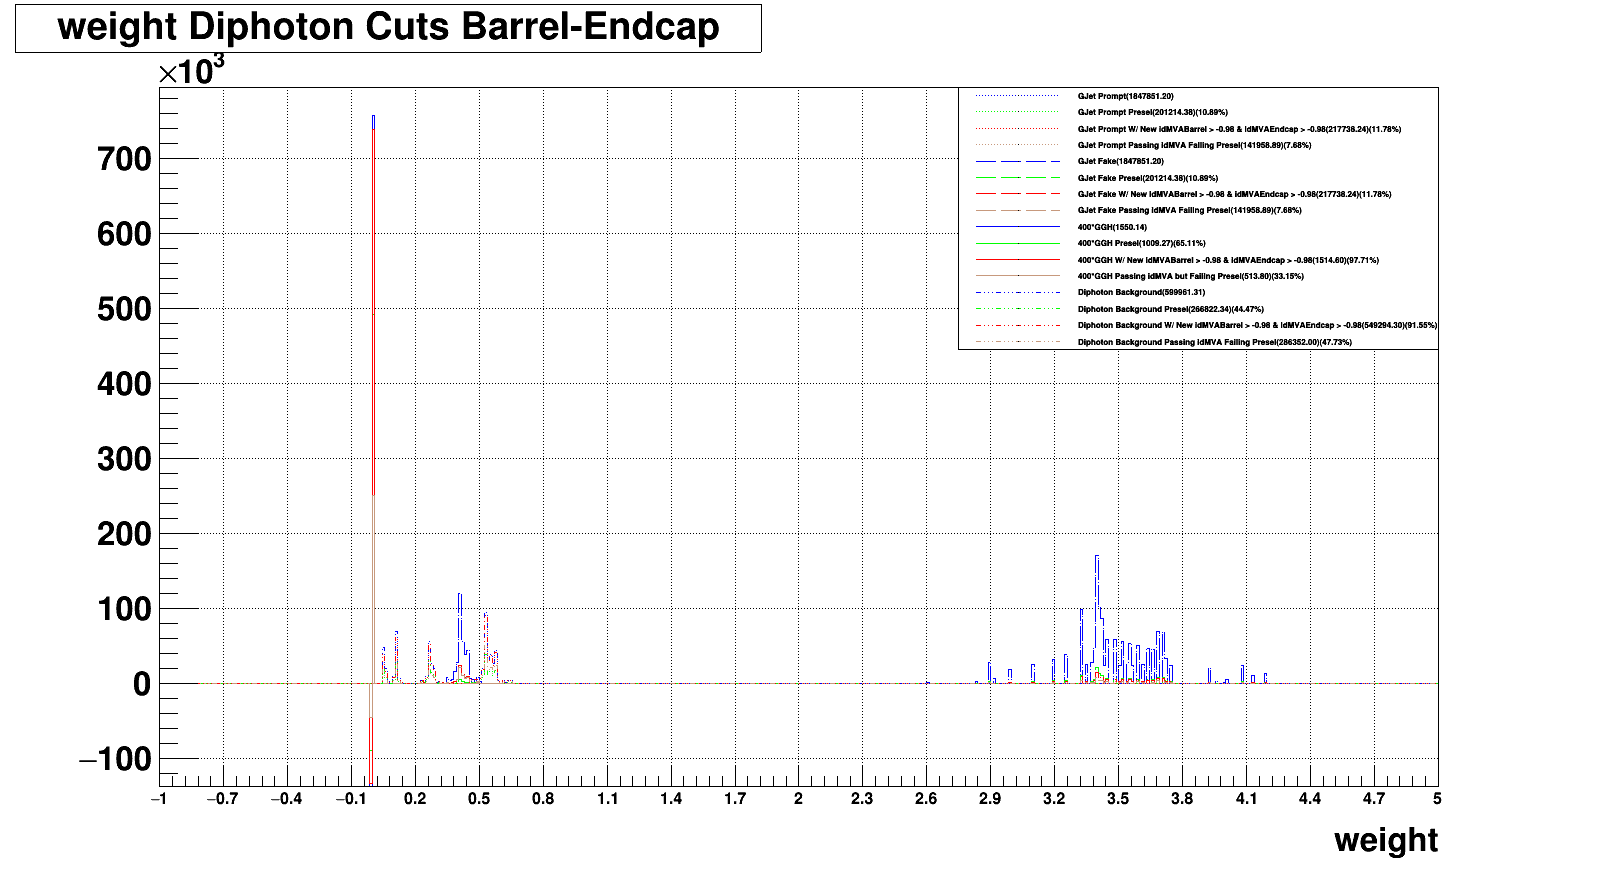 weight Diphoton Cuts Barrel-Endcap
×10³
GJet Prompt(1847851.20)
GJet Prompt Presel(201214.38)(10.89%)
GJet Prompt W/ New idMVABarrel > -0.98 & idMVAEndcap > -0.98(217738.24)(11.78%)
GJet Prompt Passing idMVA Failing Presel(141958.89)(7.68%)
GJet Fake(1847851.20)
GJet Fake Presel(201214.38)(10.89%)
GJet Fake W/ New idMVABarrel > -0.98 & idMVAEndcap > -0.98(217738.24)(11.78%)
GJet Fake Passing idMVA Failing Presel(141958.89)(7.68%)
400*GGH(1550.14)
400*GGH Presel(1009.27)(65.11%)
400*GGH W/ New idMVABarrel > -0.98 & idMVAEndcap > -0.98(1514.60)(97.71%)
400*GGH Passing idMVA but Failing Presel(513.80)(33.15%)
Diphoton Background(599961.31)
Diphoton Background Presel(266822.34)(44.47%)
Diphoton Background W/ New idMVABarrel > -0.98 & idMVAEndcap > -0.98(549294.30)(91.55%)
Diphoton Background Passing idMVA Failing Presel(286352.00)(47.73%)
700
600
500
400
300
200
100
0
−100
−1 −0.7 −0.4 −0.1 0.2 0.5 0.8 1.1 1.4 1.7 2 2.3 2.6 2.9 3.2 3.5 3.8 4.1 4.4 4.7 5
weight